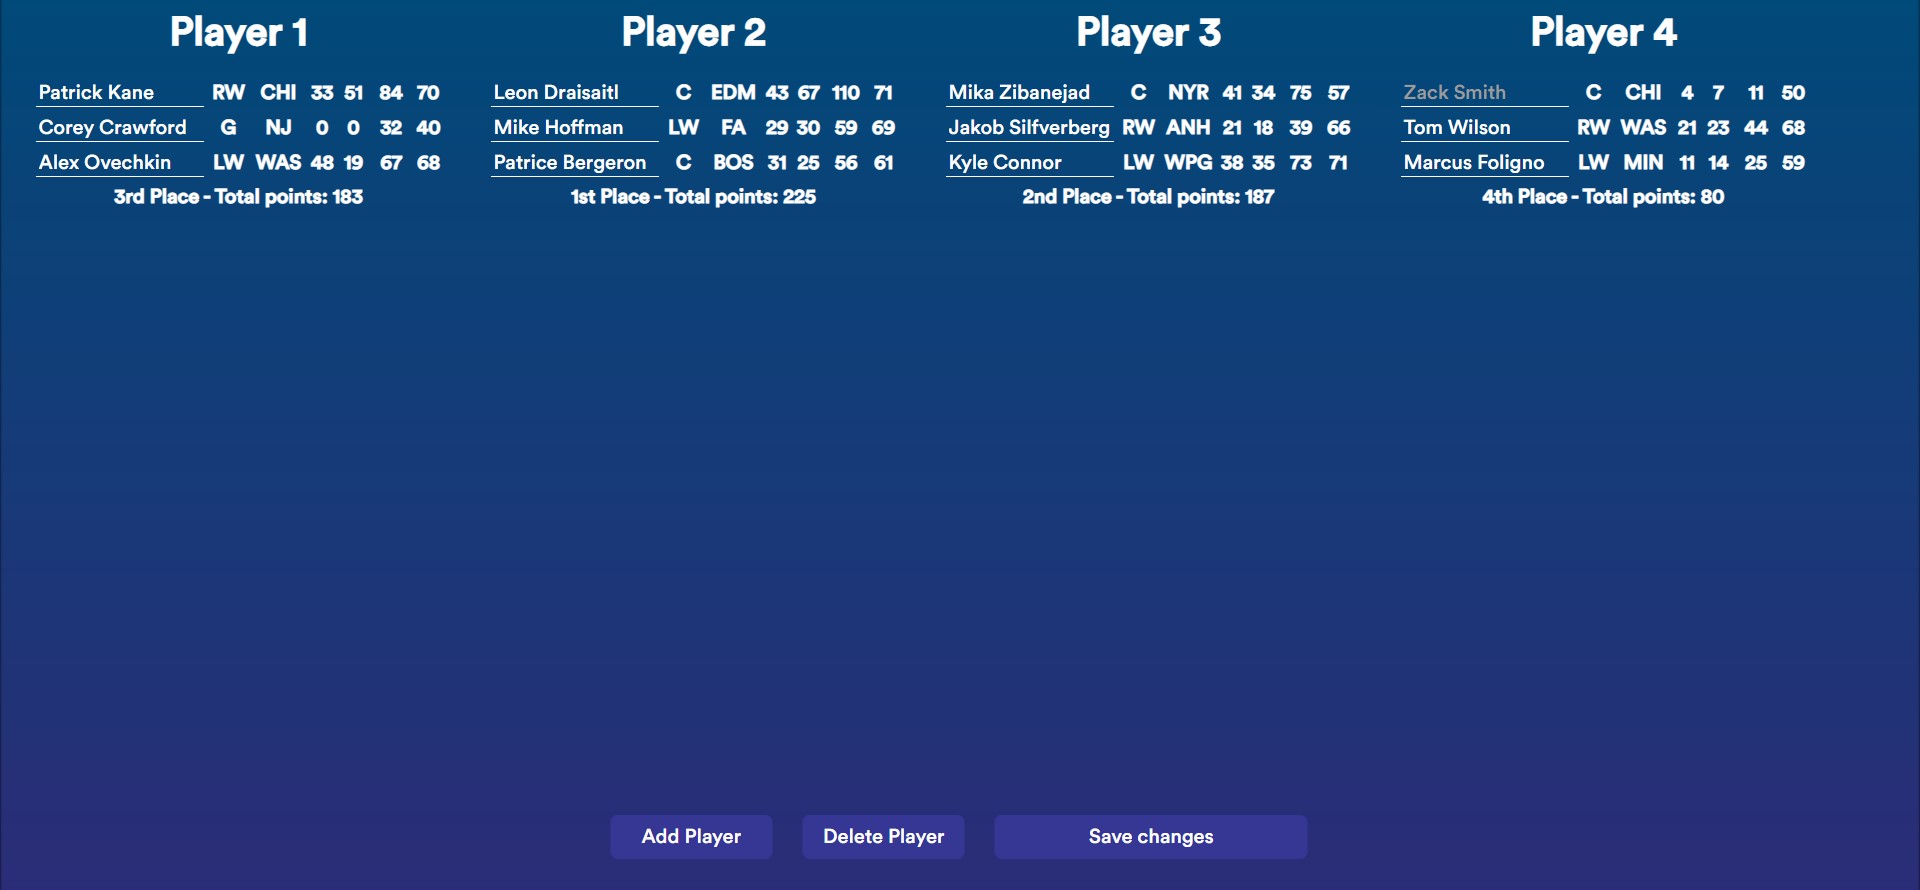 Player 1
Patrick Kane RW CHI 33 51 84 70
Corey Crawford G NJ 0 0 32 40
Alex Ovechkin LW WAS 48 19 67 68
3rd Place - Total points: 183
Player 2
Leon Draisaitl C EDM 43 67 110 71
Mike Hoffman LW FA 29 30 59 69
Patrice Bergeron C BOS 31 25 56 61
1st Place - Total points: 225
Player 3
Mika Zibanejad C NYR 41 34 75 57
Jakob Silfverberg RW ANH 21 18 39 66
Kyle Connor LW WPG 38 35 73 71
2nd Place - Total points: 187
Player 4
Zack Smith C CHI 4 7 11 50
Tom Wilson RW WAS 21 23 44 68
Marcus Foligno LW MIN 11 14 25 59
4th Place - Total points: 80
Add Player
Delete Player
Save changes